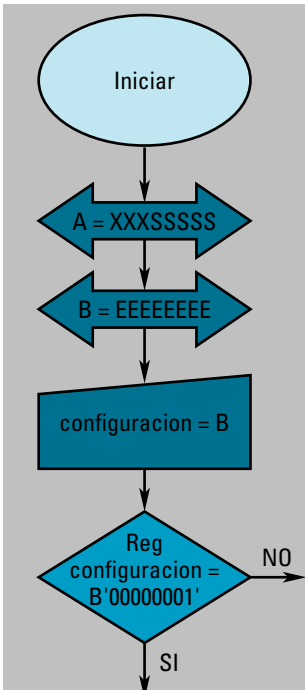 Iniciar
A = XXXSSSSS
B = EEEEEEEE
configuracion = B
Reg
configuracion =
B'00000001'
NO
SI